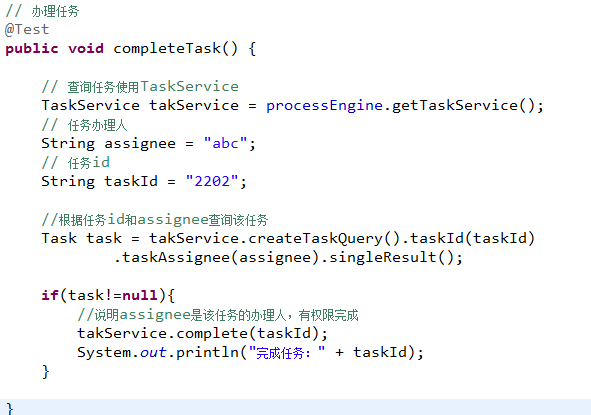 // 办理任务
@Test
public void completeTask() {
// 查询任务使用TaskService
TaskService takService = processEngine.getTaskService();
// 任务办理人
String assignee = "abc";
// 任务id
String taskId = "2202";
//根据任务id和assignee查询该任务
Task task = takService.createTaskQuery().taskId(taskId)
.taskAssignee(assignee).singleResult();
if(task!=null){
//说明assignee是该任务的办理人，有权限完成
takService.complete(taskId);
System.out.println("完成任务：" + taskId);
}
}